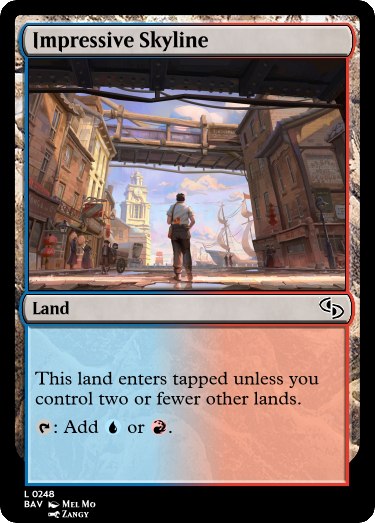 Impressive Skyline
Land
This land enters tapped unless you
control two or fewer other lands.
: Add or .
L 0248
BAV Mel Mo
Zangy